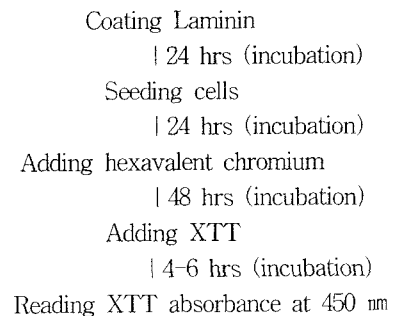 Coating Laminin
| 24 hrs (incubation)
Seeding cells
| 24 hrs (incubation)
Adding hexavalent chromium
| 48 hrs (incubation)
Adding XTT
| 4-6 hrs (incubation)
Reading XTT absorbance at 450 nm